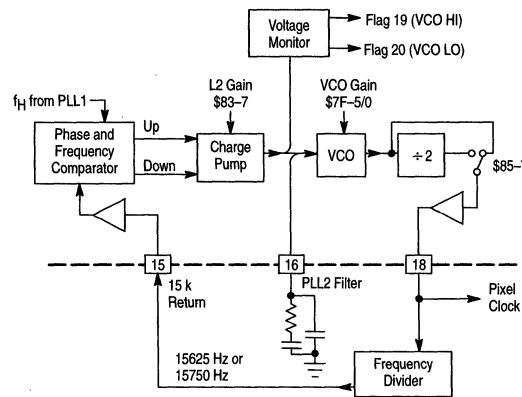 Voltage
Monitor
Flag 19 (VCO HI)
Flag 20 (VCO LO)
L2 Gain
$83–7
VCO Gain
$7F–5/0
fH from PLL1
Phase and
Frequency
Comparator
Up
Down
Charge
Pump
VCO
÷ 2
15
15 k
Return
16
PLL2 Filter
18
Pixel
Clock
15625 Hz or
15750 Hz
Frequency
Divider